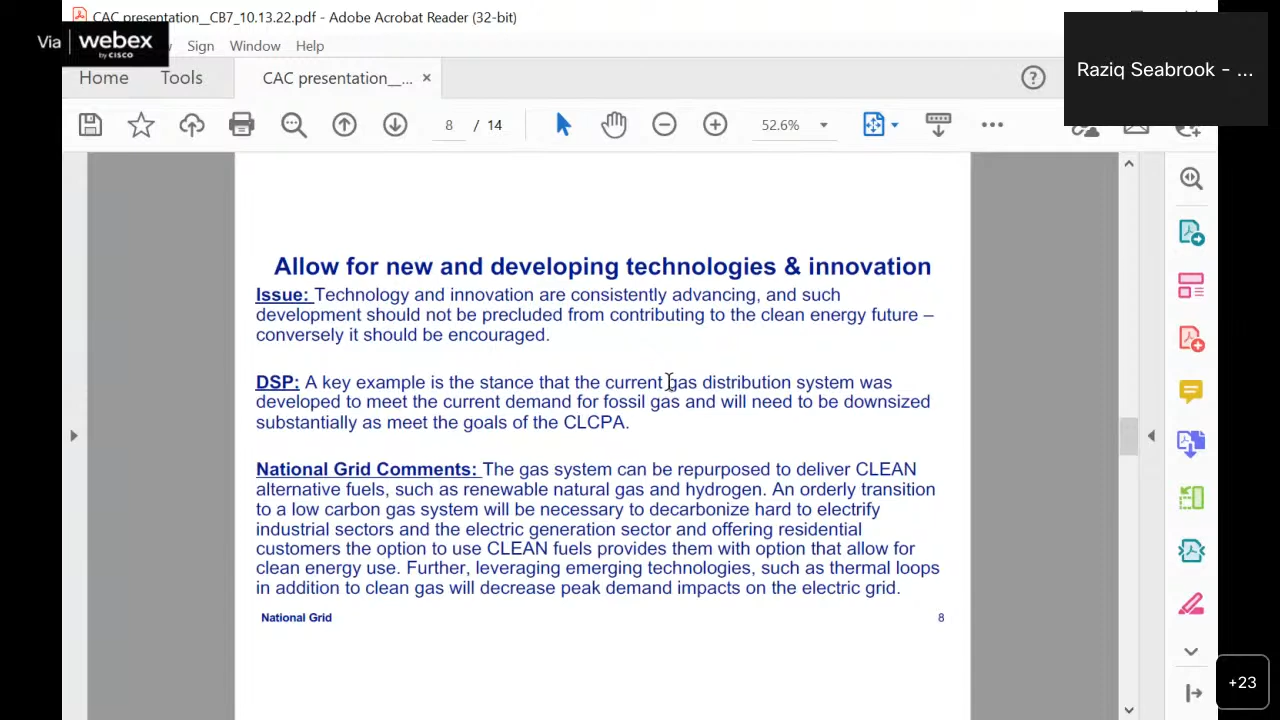 CAC presentation__CB7_10.13.22.pdf - Adobe Acrobat Reader (32-bit)
Via webex
by CISCO
Sign Window Help
Raziq Seabrook - ...
Home Tools CAC presentation__... ×
8 / 14 52.6%
Allow for new and developing technologies & innovation
Issue: Technology and innovation are consistently advancing, and such
development should not be precluded from contributing to the clean energy future –
conversely it should be encouraged.
DSP: A key example is the stance that the current gas distribution system was
developed to meet the current demand for fossil gas and will need to be downsized
substantially as meet the goals of the CLCPA.
National Grid Comments: The gas system can be repurposed to deliver CLEAN
alternative fuels, such as renewable natural gas and hydrogen. An orderly transition
to a low carbon gas system will be necessary to decarbonize hard to electrify
industrial sectors and the electric generation sector and offering residential
customers the option to use CLEAN fuels provides them with option that allow for
clean energy use. Further, leveraging emerging technologies, such as thermal loops
in addition to clean gas will decrease peak demand impacts on the electric grid.
National Grid 8
+23